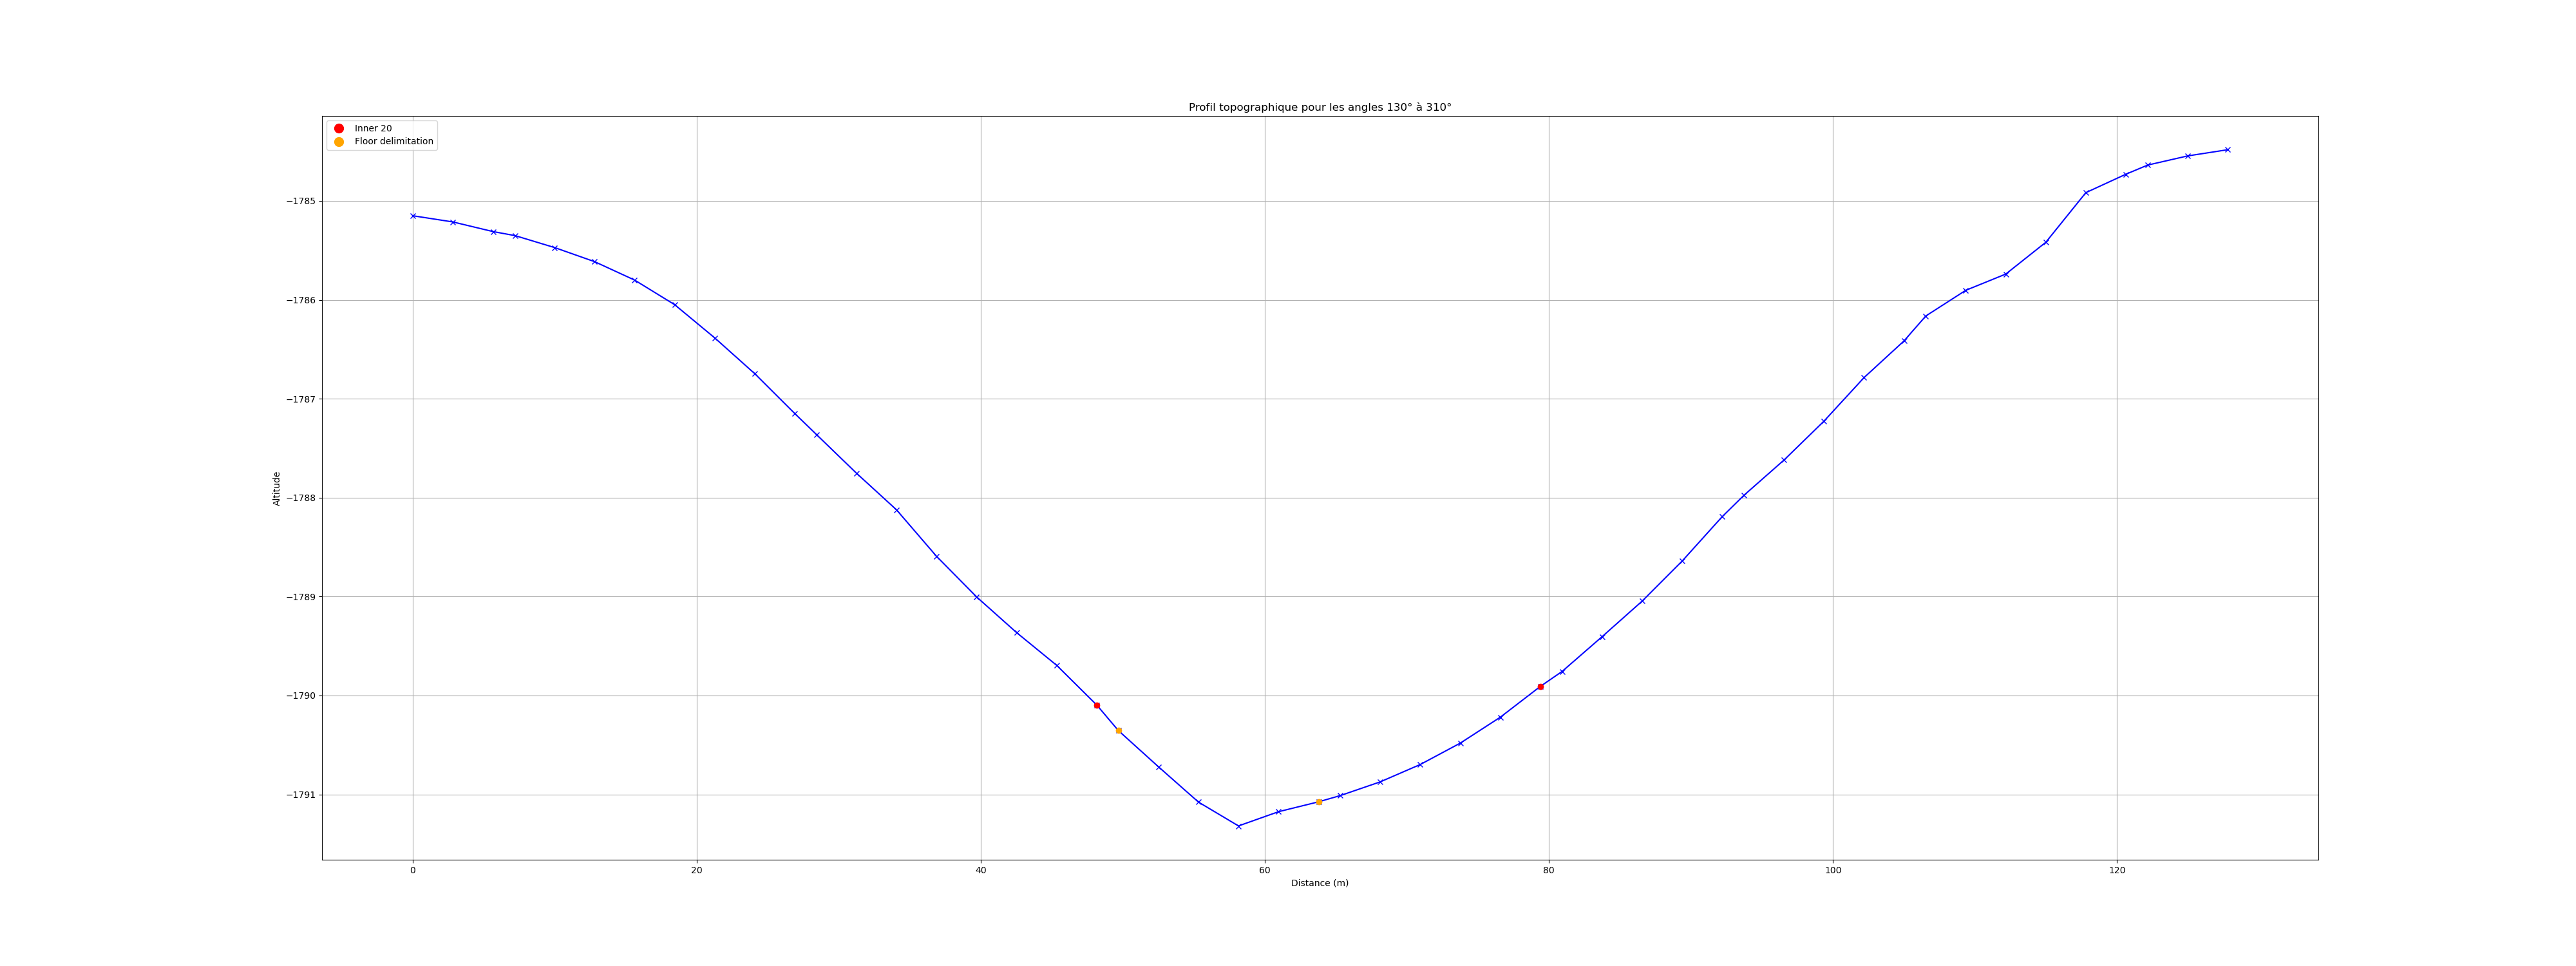 Profil topographique pour les angles 130° à 310°
Inner 20
Floor delimitation
−1785
−1786
−1787
−1788
−1789
−1790
−1791
Altitude
0 20 40 60 80 100 120
Distance (m)